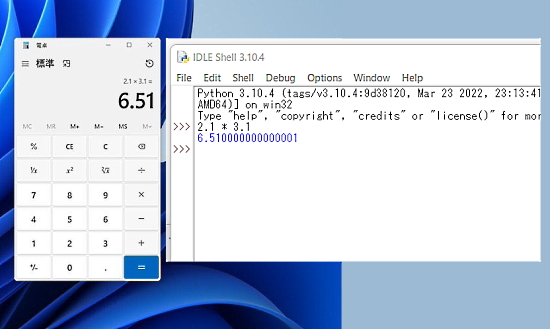 電卓
標準
2.1 × 3.1 =
6.51
MC MR M+ M− MS M˅
% CE C
¹/x x² ²√x ÷
7 8 9 ×
4 5 6 −
1 2 3 +
+/− 0 . =
IDLE Shell 3.10.4
File Edit Shell Debug Options Window Help
Python 3.10.4 (tags/v3.10.4:9d38120, Mar 23 2022, 23:13:41
AMD64)] on win32
Type "help", "copyright", "credits" or "license()" for mor
>>> 2.1 * 3.1
6.510000000000001
>>>